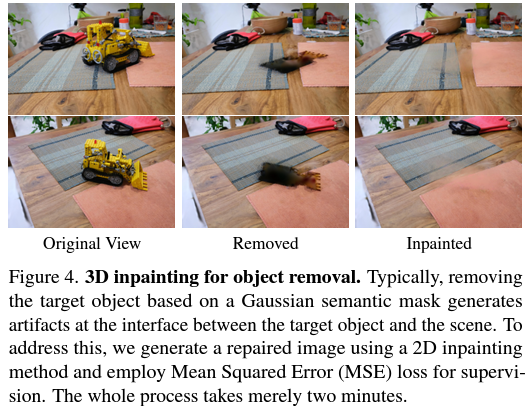 Original View
Removed
Inpainted
Figure 4. 3D inpainting for object removal. Typically, removing
the target object based on a Gaussian semantic mask generates
artifacts at the interface between the target object and the scene. To
address this, we generate a repaired image using a 2D inpainting
method and employ Mean Squared Error (MSE) loss for supervi-
sion. The whole process takes merely two minutes.